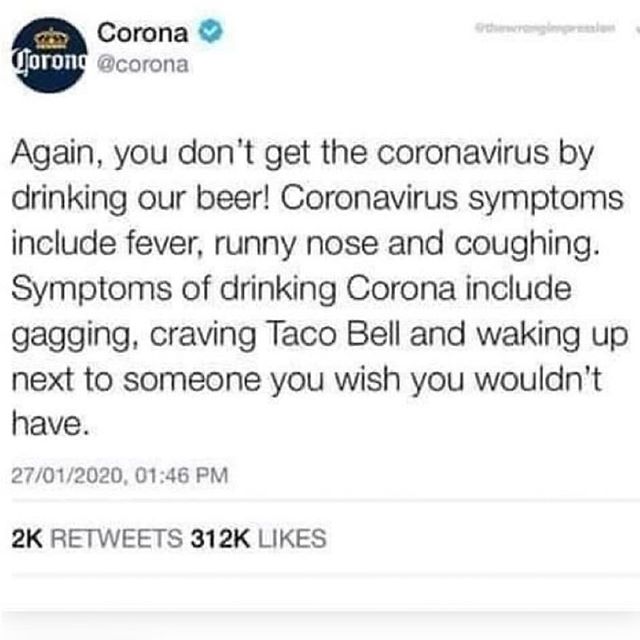 Corona
@corona
@thewrongimpression
Corona
Again, you don't get the coronavirus by
drinking our beer! Coronavirus symptoms
include fever, runny nose and coughing.
Symptoms of drinking Corona include
gagging, craving Taco Bell and waking up
next to someone you wish you wouldn't
have.
27/01/2020, 01:46 PM
2K RETWEETS 312K LIKES